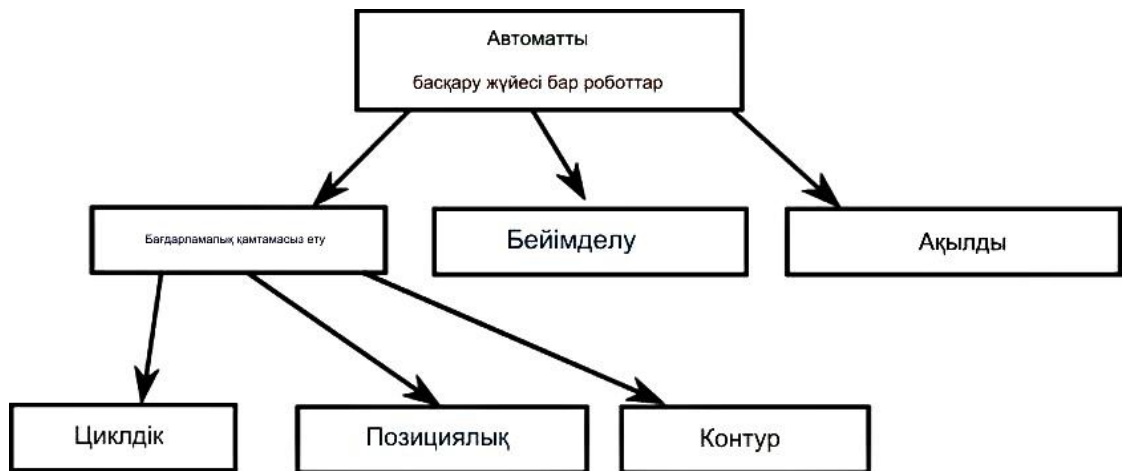 Автоматты
басқару жүйесі бар роботтар
Бағдарламалық қамтамасыз ету
Бейімделу
Ақылды
Циклдік
Позициялық
Контур